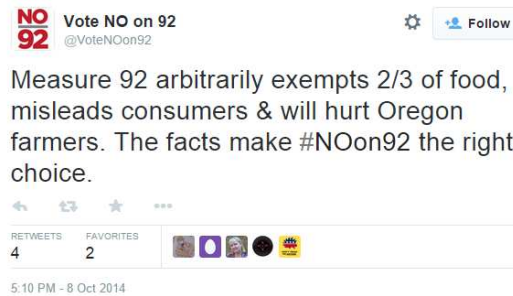 NO
92
Vote NO on 92
@VoteNOon92
Follow
Measure 92 arbitrarily exempts 2/3 of food,
misleads consumers & will hurt Oregon
farmers. The facts make #NOon92 the right
choice.
RETWEETS
4
FAVORITES
2
5:10 PM - 8 Oct 2014